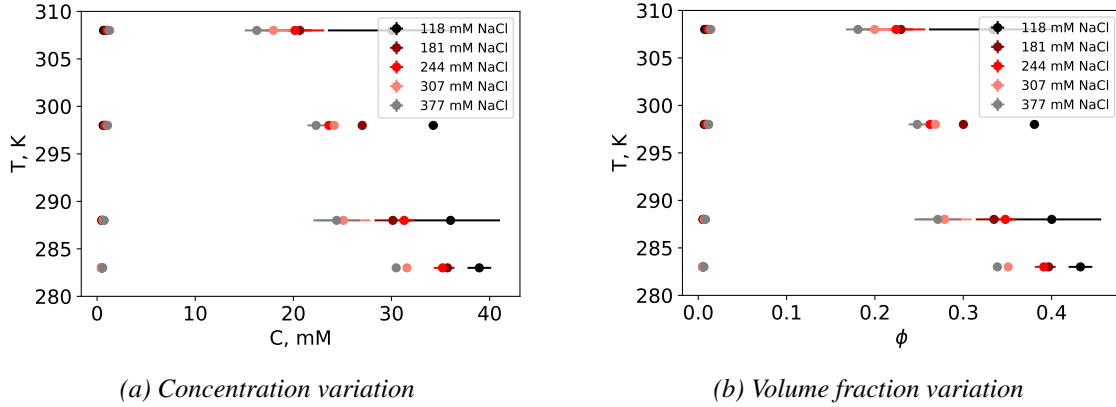 310
305
300
295
290
285
280
T, K
0
10
20
30
40
C, mM
118 mM NaCl
181 mM NaCl
244 mM NaCl
307 mM NaCl
377 mM NaCl
(a) Concentration variation
310
305
300
295
290
285
280
T, K
0.0
0.1
0.2
0.3
0.4
ϕ
118 mM NaCl
181 mM NaCl
244 mM NaCl
307 mM NaCl
377 mM NaCl
(b) Volume fraction variation